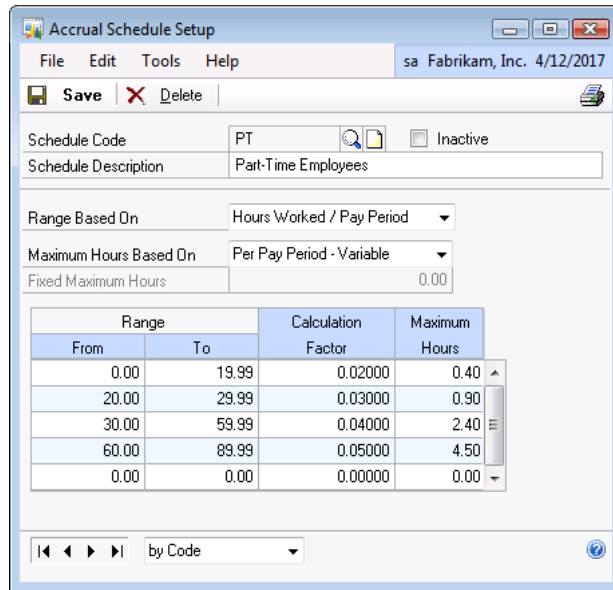 Accrual Schedule Setup
File Edit Tools Help sa Fabrikam, Inc. 4/12/2017
Save Delete
Schedule Code PT Inactive
Schedule Description Part-Time Employees
Range Based On Hours Worked / Pay Period
Maximum Hours Based On Per Pay Period - Variable
Fixed Maximum Hours 0.00
Range Calculation Maximum
From To Factor Hours
0.00 19.99 0.02000 0.40
20.00 29.99 0.03000 0.90
30.00 59.99 0.04000 2.40
60.00 89.99 0.05000 4.50
0.00 0.00 0.00000 0.00
by Code